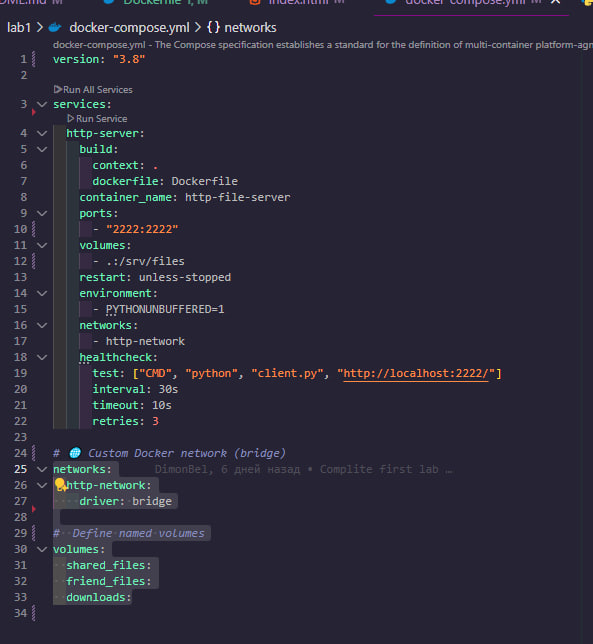 Dockerfile 1, M
index.html
docker-compose.yml M
lab1 > docker-compose.yml > {} networks
docker-compose.yml - The Compose specification establishes a standard for the definition of multi-container platform-agn
1 version: "3.8"
2
▷Run All Services
3 services:
▷Run Service
4 http-server:
5 build:
6 context: .
7 dockerfile: Dockerfile
8 container_name: http-file-server
9 ports:
10 - "2222:2222"
11 volumes:
12 - .:/srv/files
13 restart: unless-stopped
14 environment:
15 - PYTHONUNBUFFERED=1
16 networks:
17 - http-network
18 healthcheck:
19 test: ["CMD", "python", "client.py", "http://localhost:2222/"]
20 interval: 30s
21 timeout: 10s
22 retries: 3
23
24 # 🌐 Custom Docker network (bridge)
25 networks: DimonBel, 6 дней назад • Complite first lab …
26 http-network:
27 driver: bridge
28
29 # Define named volumes
30 volumes:
31 shared_files:
32 friend_files:
33 downloads:
34